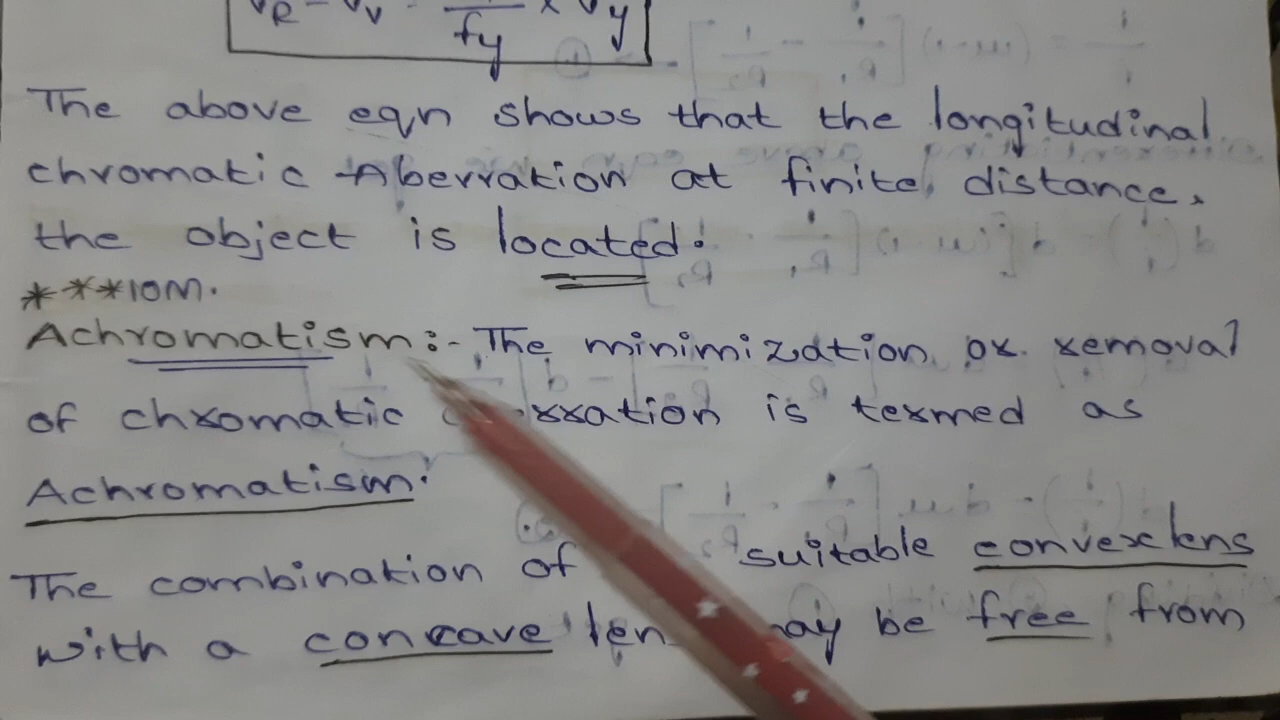 fy
The above eqn shows that the longitudinal
chromatic Aberration at finite distance,
the object is located.
***10M.
Achromatism:- The minimization or removal
of chromatic is termed as
Achromatism.
The combination of suitable convex lens
with a concave may be free from